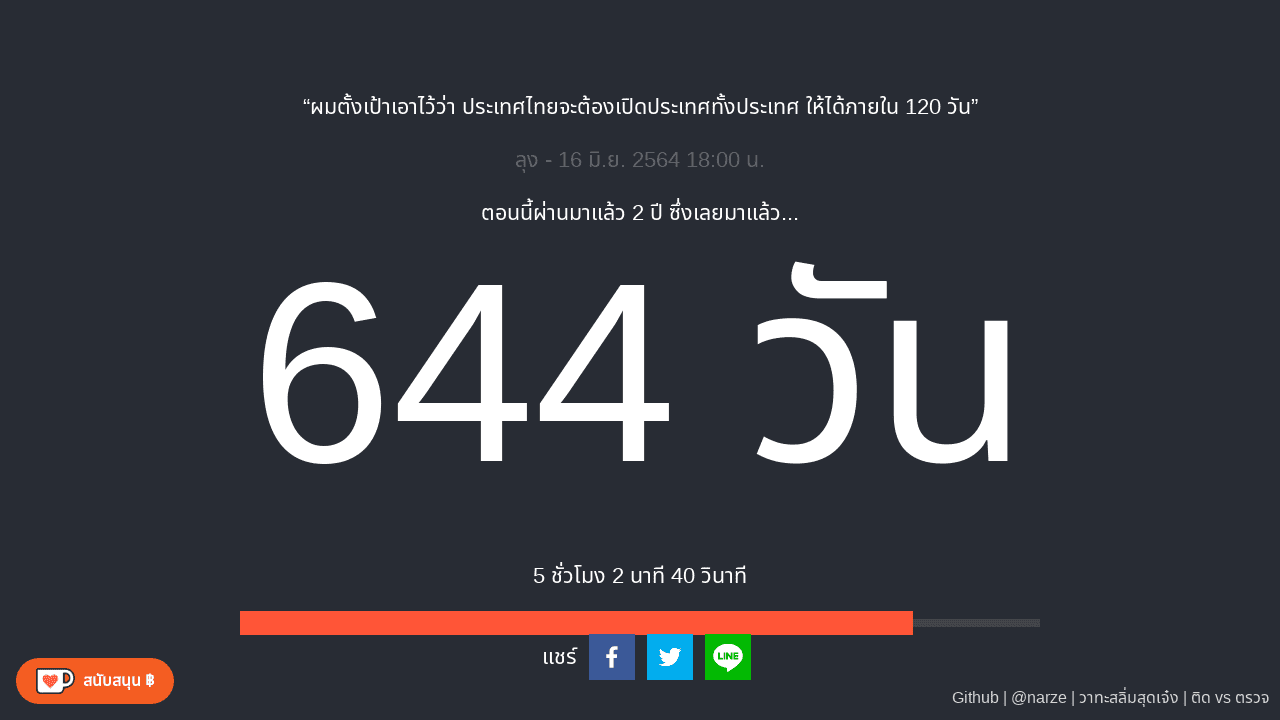 “ผมตั้งเป้าเอาไว้ว่า ประเทศไทยจะต้องเปิดประเทศทั้งประเทศ ให้ได้ภายใน 120 วัน”
ลุง - 16 มิ.ย. 2564 18:00 น.
ตอนนี้ผ่านมาแล้ว 2 ปี ซึ่งเลยมาแล้ว...
644 วัน
5 ชั่วโมง 2 นาที 40 วินาที
แชร์
LINE
สนับสนุน ฿
Github | @narze | วาทะสลิ่มสุดเจ๋ง | ติด vs ตรวจ